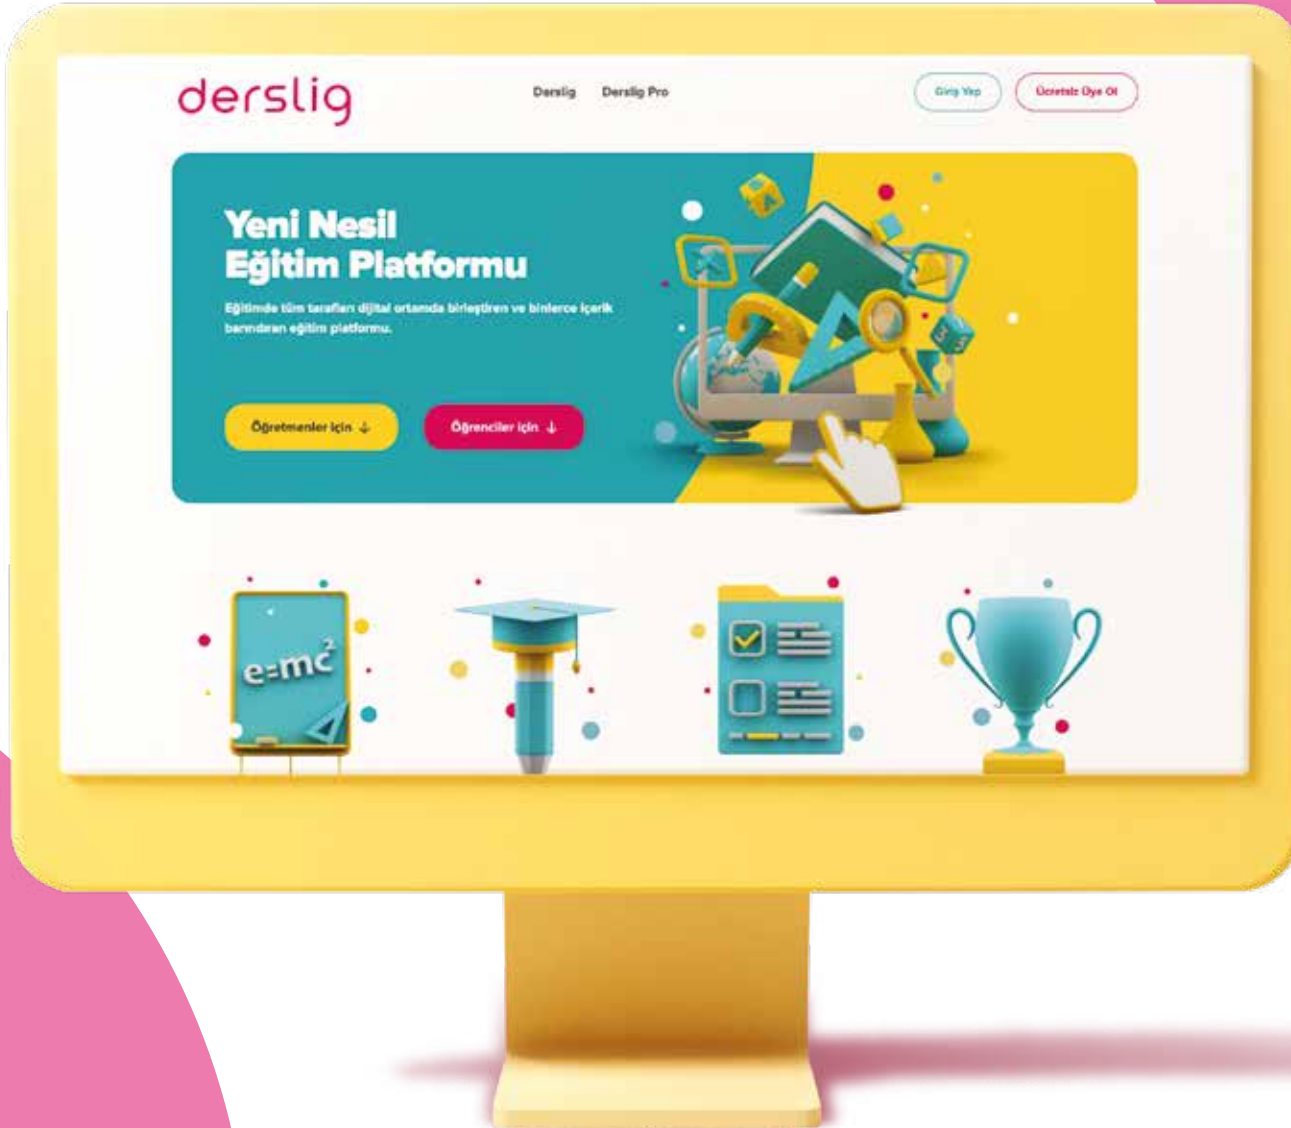 derslig
Derslig Derslig Pro
Giriş Yap
Ücretsiz Üye Ol
Yeni Nesil
Eğitim Platformu
Eğitimde tüm tarafları dijital ortamda birleştiren ve binlerce içerik
barındıran eğitim platformu.
Öğretmenler için ↓
Öğrenciler için ↓
e=mc²